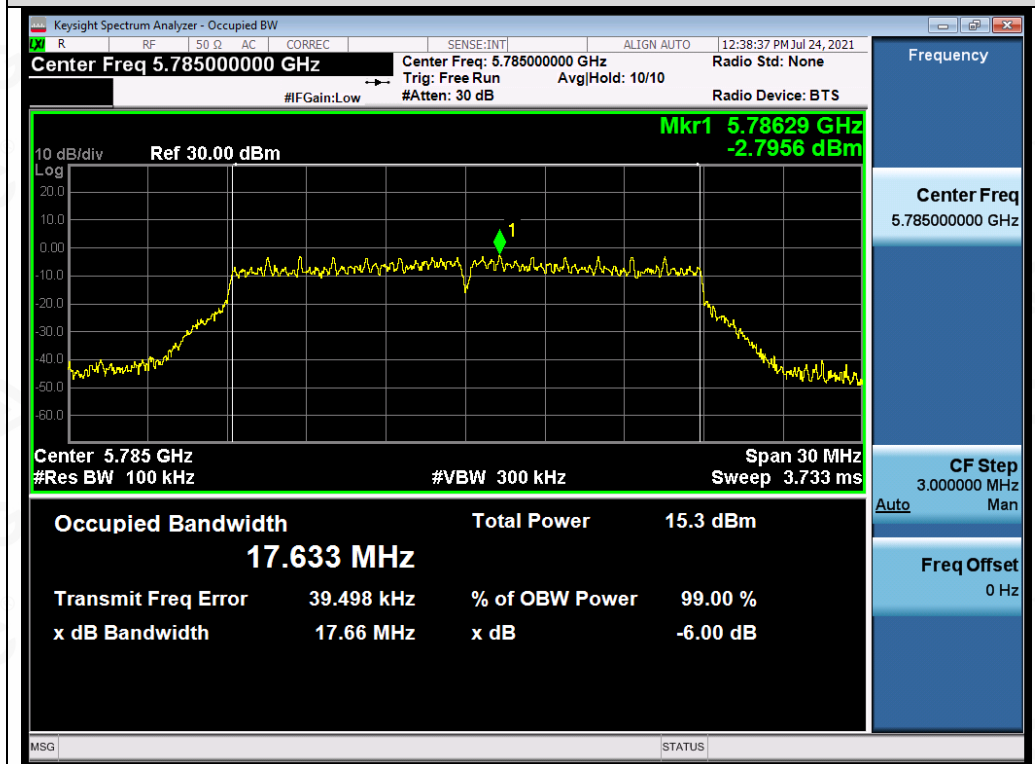 Keysight Spectrum Analyzer - Occupied BW
LXI R RF 50 Ω AC CORREC SENSE:INT ALIGN AUTO 12:38:37 PM Jul 24, 2021
Center Freq 5.785000000 GHz Center Freq: 5.785000000 GHz Radio Std: None
Trig: Free Run Avg|Hold: 10/10
#IFGain:Low #Atten: 30 dB Radio Device: BTS
Mkr1 5.78629 GHz
10 dB/div Ref 30.00 dBm -2.7956 dBm
Log
20.0
10.0
1
0.00
-10.0
-20.0
-30.0
-40.0
-50.0
-60.0
Center 5.785 GHz Span 30 MHz
#Res BW 100 kHz #VBW 300 kHz Sweep 3.733 ms
Occupied Bandwidth Total Power 15.3 dBm
17.633 MHz
Transmit Freq Error 39.498 kHz % of OBW Power 99.00 %
x dB Bandwidth 17.66 MHz x dB -6.00 dB
MSG STATUS
Frequency
Center Freq
5.785000000 GHz
CF Step
3.000000 MHz
Auto Man
Freq Offset
0 Hz